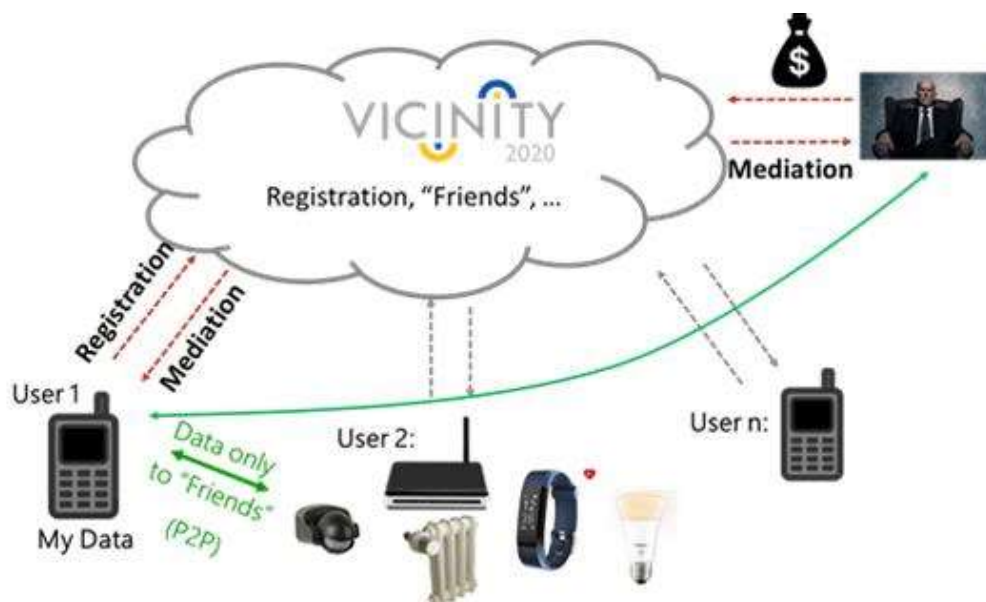 $
VICINITY
2020
Registration, “Friends”, ...
Mediation
Registration
Mediation
User 1
My Data
Data only
to “Friends“
(P2P)
User 2:
User n: